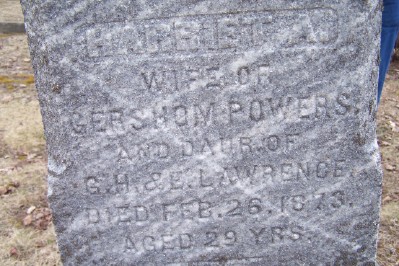 HARRIET A.
WIFE OF
GERSHOM POWERS.
AND DAUR. OF
G. H. & E. LAWRENCE.
DIED FEB. 26, 1873.
AGED 29 YRS.